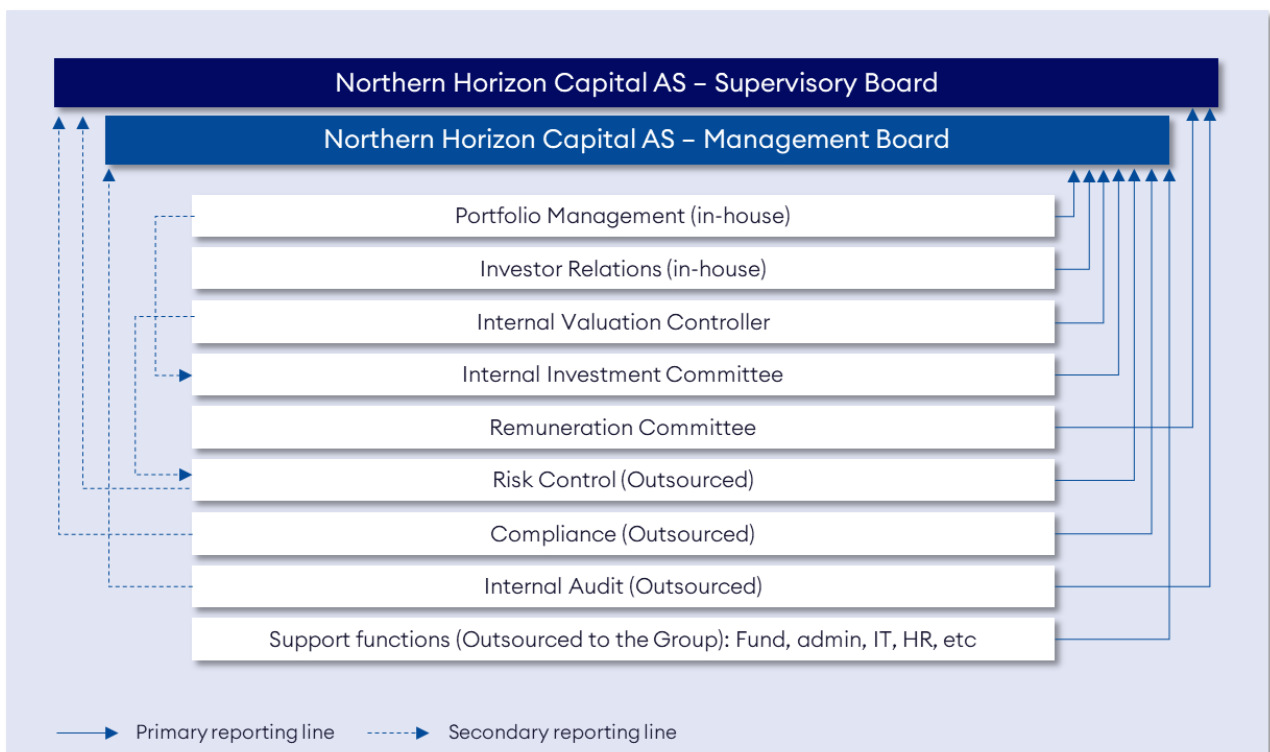 Northern Horizon Capital AS – Supervisory Board
Northern Horizon Capital AS – Management Board
Portfolio Management (in-house)
Investor Relations (in-house)
Internal Valuation Controller
Internal Investment Committee
Remuneration Committee
Risk Control (Outsourced)
Compliance (Outsourced)
Internal Audit (Outsourced)
Support functions (Outsourced to the Group): Fund, admin, IT, HR, etc
Primary reporting line
Secondary reporting line